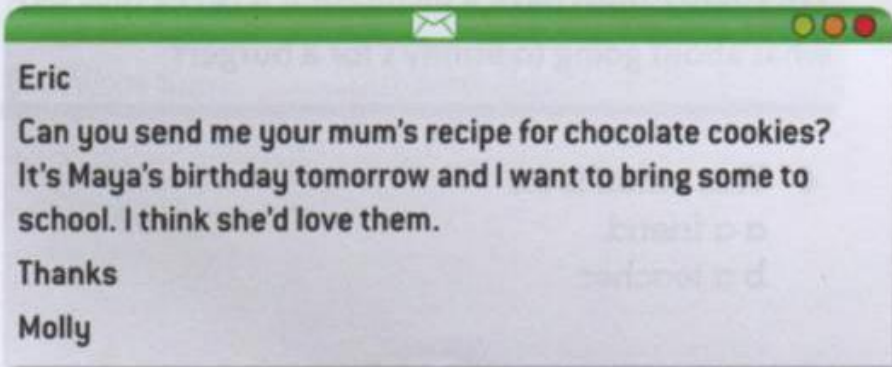 Eric
Can you send me your mum's recipe for chocolate cookies?
It's Maya's birthday tomorrow and I want to bring some to
school. I think she'd love them.
Thanks
Molly